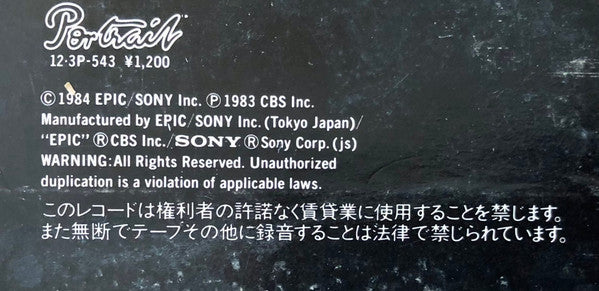 Portrait
12・3P-543 ¥1,200
© 1984 EPIC/SONY Inc. ℗ 1983 CBS Inc.
Manufactured by EPIC/SONY Inc. (Tokyo Japan)/
"EPIC" ® CBS Inc./SONY ® Sony Corp. (js)
WARNING: All Rights Reserved. Unauthorized
duplication is a violation of applicable laws.
このレコードは権利者の許諾なく賃貸業に使用することを禁じます。
また無断でテープその他に録音することは法律で禁じられています。